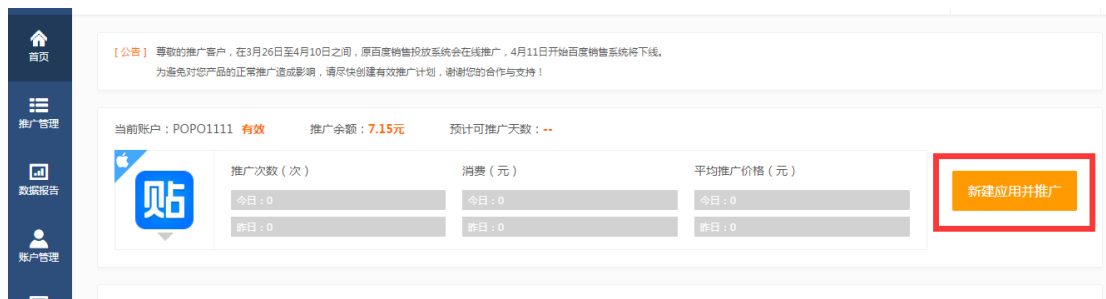 首页
推广管理
数据报告
账户管理
[ 公告 ] 尊敬的推广客户，在3月26日至4月10日之间，原百度销售投放系统会在线推广，4月11日开始百度销售系统将下线。
为避免对您产品的正常推广造成影响，请尽快创建有效推广计划，谢谢您的合作与支持！
当前账户：POPO1111 有效 推广余额：7.15元 预计可推广天数：--
贴
推广次数（次） 消费（元） 平均推广价格（元）
今日：0 今日：0 今日：0
昨日：0 昨日：0 昨日：0
新建应用并推广